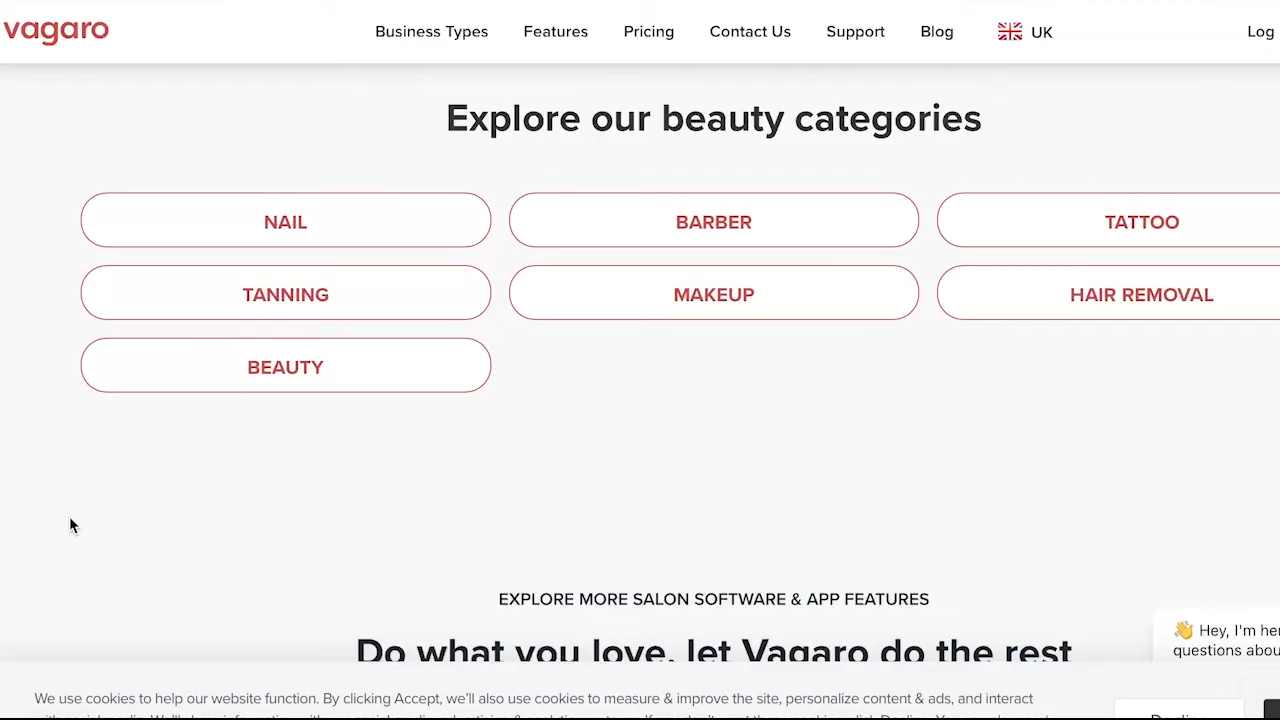 vagaro
Business Types Features Pricing Contact Us Support Blog UK Log
Explore our beauty categories
NAIL BARBER TATTOO
TANNING MAKEUP HAIR REMOVAL
BEAUTY
EXPLORE MORE SALON SOFTWARE & APP FEATURES
Do what you love, let Vagaro do the rest
Hey, I'm
questions
We use cookies to help our website function. By clicking Accept, we'll also use cookies to measure & improve the site, personalize content & ads, and interact